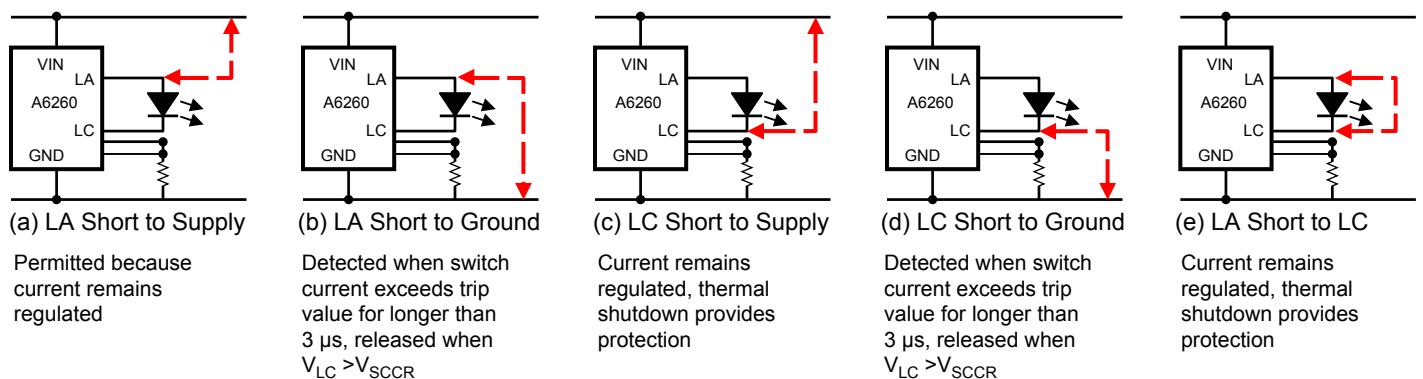 VIN
LA
A6260
LC
GND
(a) LA Short to Supply
Permitted because
current remains
regulated
VIN
LA
A6260
LC
GND
(b) LA Short to Ground
Detected when switch
current exceeds trip
value for longer than
3 µs, released when
V_LC >V_SCCR
VIN
LA
A6260
LC
GND
(c) LC Short to Supply
Current remains
regulated, thermal
shutdown provides
protection
VIN
LA
A6260
LC
GND
(d) LC Short to Ground
Detected when switch
current exceeds trip
value for longer than
3 µs, released when
V_LC >V_SCCR
VIN
LA
A6260
LC
GND
(e) LA Short to LC
Current remains
regulated, thermal
shutdown provides
protection